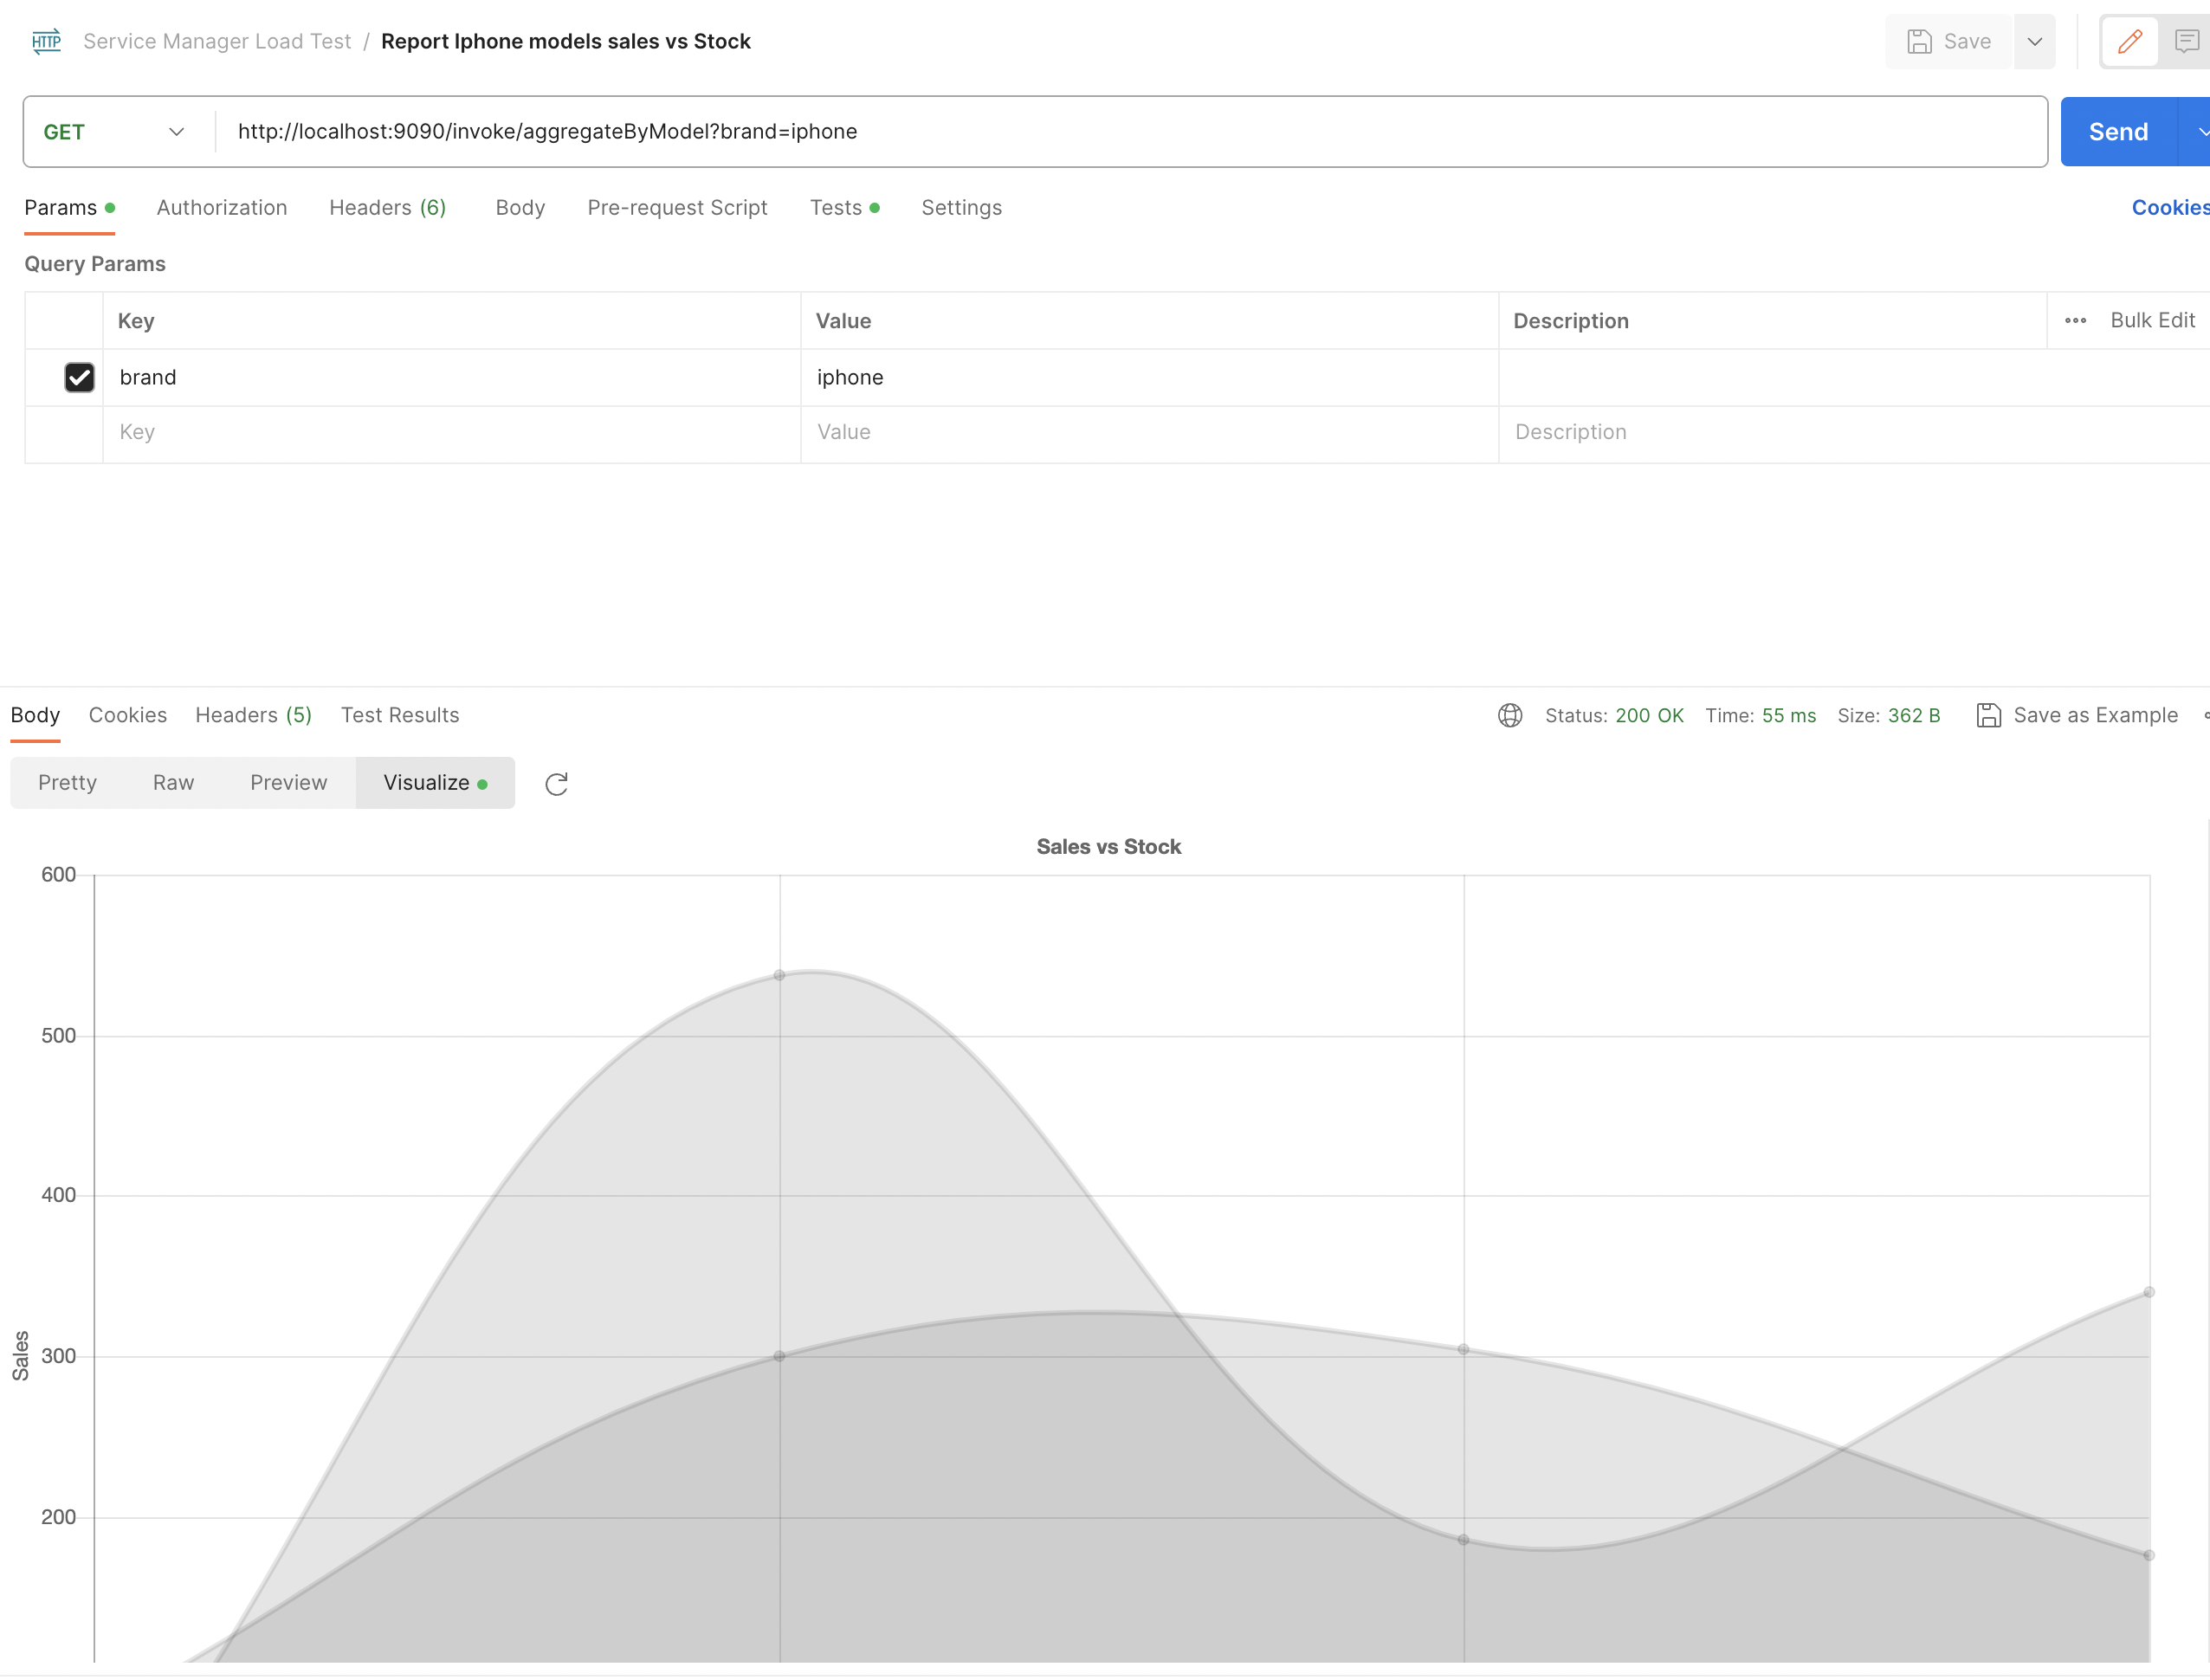 HTTP Service Manager Load Test / Report Iphone models sales vs Stock Save
GET http://localhost:9090/invoke/aggregateByModel?brand=iphone Send
Params Authorization Headers (6) Body Pre-request Script Tests Settings Cookies
Query Params
Key Value Description Bulk Edit
brand iphone
Key Value Description
Body Cookies Headers (5) Test Results Status: 200 OK Time: 55 ms Size: 362 B Save as Example
Pretty Raw Preview Visualize
Sales vs Stock
600
500
400
Sales
300
200